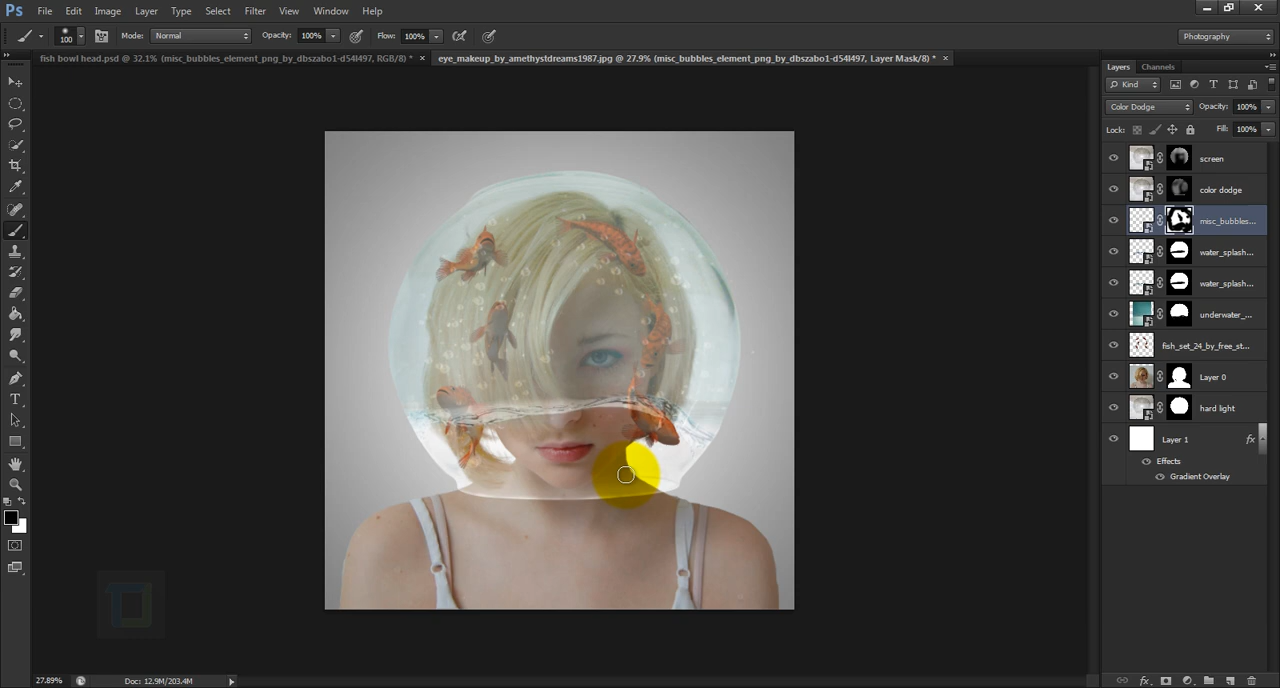 Ps File Edit Image Layer Type Select Filter View Window Help
100 Mode: Normal Opacity: 100% Flow: 100% Photography
fish bowl head.psd @ 32.1% (misc_bubbles_element_png_by_dbszabo1-d54l497, RGB/8) * × eye_makeup_by_amethystdreams1987.jpg @ 27.9% (misc_bubbles_element_png_by_dbszabo1-d54l497, Layer Mask/8) * ×
Layers Channels
Kind
Color Dodge Opacity: 100%
Lock: Fill: 100%
screen
color dodge
misc_bubbles...
water_splash...
water_splash...
underwater_...
fish_set_24_by_free_st...
Layer 0
hard light
Layer 1 fx
Effects
Gradient Overlay
27.89% Doc: 12.9M/203.4M
fx